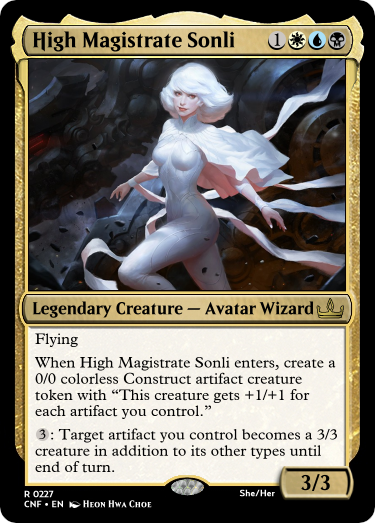 High Magistrate Sonli 1
Legendary Creature — Avatar Wizard
Flying
When High Magistrate Sonli enters, create a
0/0 colorless Construct artifact creature
token with “This creature gets +1/+1 for
each artifact you control.”
3: Target artifact you control becomes a 3/3
creature in addition to its other types until
end of turn.
3/3
R 0227 She/Her
CNF • EN Heon Hwa Choe